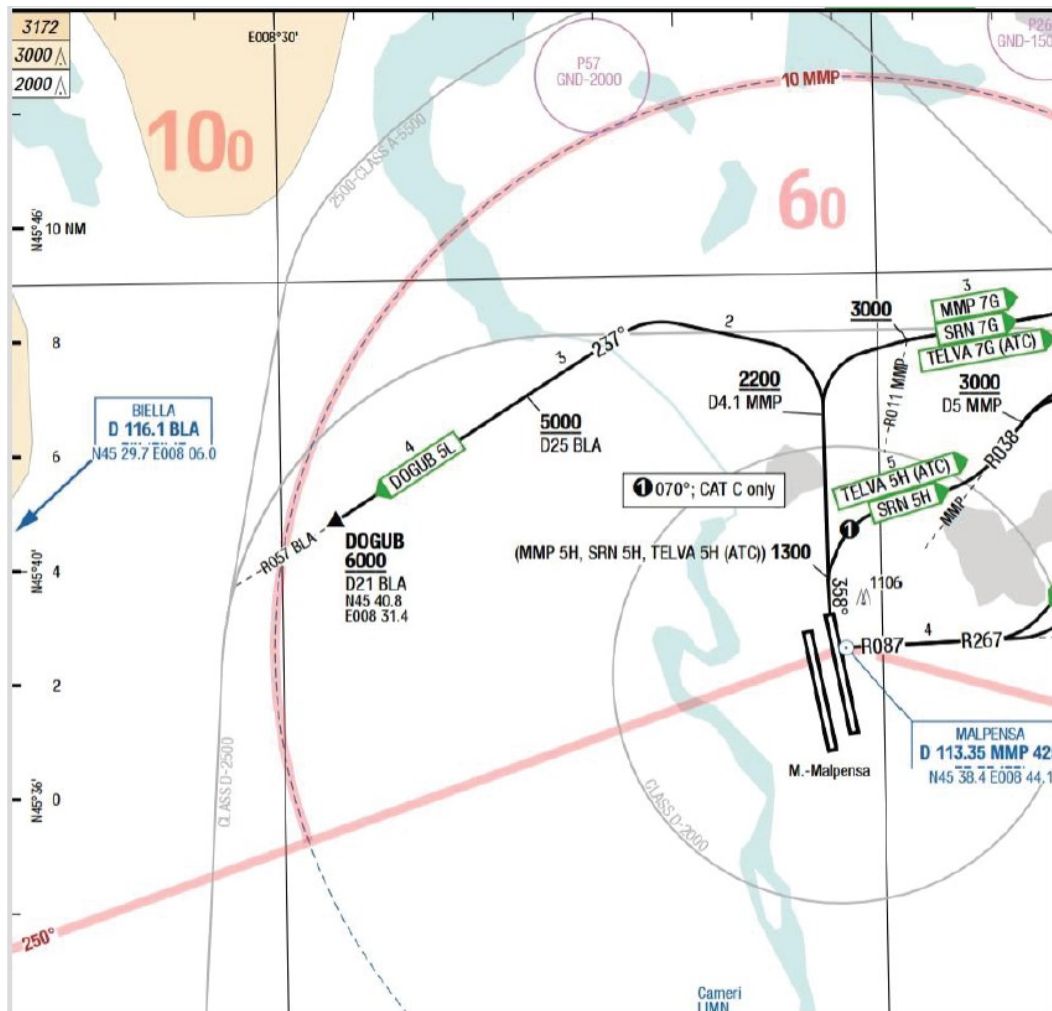 3172
3000
2000
E008°30'
P57
GND-2000
P26
GND-150
10 MMP
100
60
2500-CLASS A-5500
N45°46'
10 NM
8
6
N45°40'
4
2
N45°36'
0
3
MMP 7G
SRN 7G
TELVA 7G (ATC)
3000
2
237°
3
2200
D4.1 MMP
R011 MMP
3000
D5 MMP
R038
BIELLA
D 116.1 BLA
N45 29.7 E008 06.0
5000
D25 BLA
4
DOGUB 5L
1 070°; CAT C only
5
TELVA 5H (ATC)
SRN 5H
MMP
1
R057 BLA
DOGUB
6000
D21 BLA
N45 40.8
E008 31.4
(MMP 5H, SRN 5H, TELVA 5H (ATC)) 1300
358°
1106
R087
4
R267
MALPENSA
D 113.35 MMP 42
N45 38.4 E008 44.1
M.-Malpensa
CLASS D-2500
CLASS D-2000
250°
Cameri
LIMN